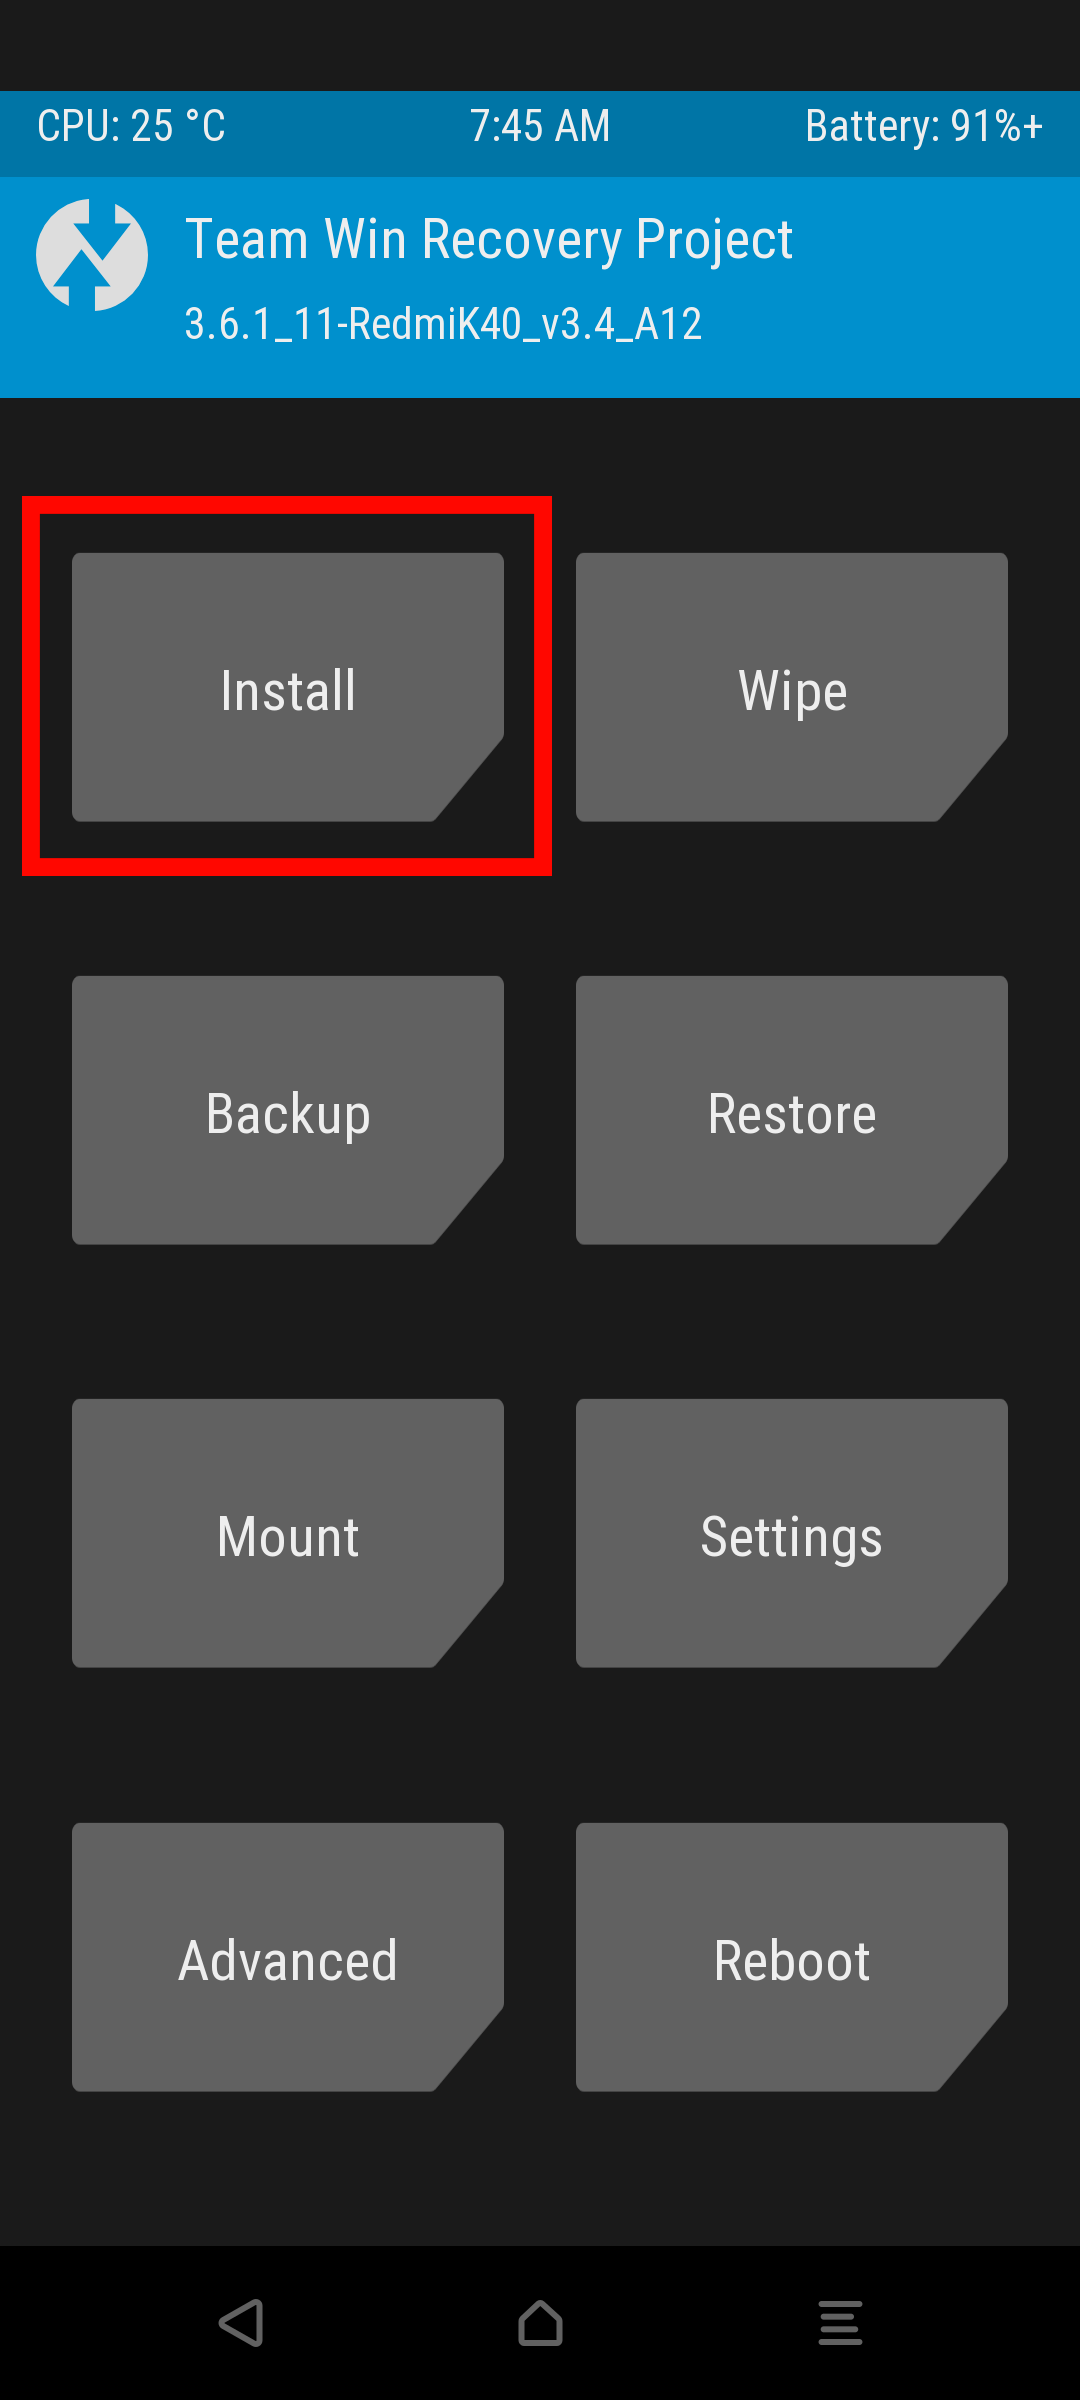 CPU: 25 °C 7:45 AM Battery: 91%+
Team Win Recovery Project
3.6.1_11-RedmiK40_v3.4_A12
Install Wipe
Backup Restore
Mount Settings
Advanced Reboot